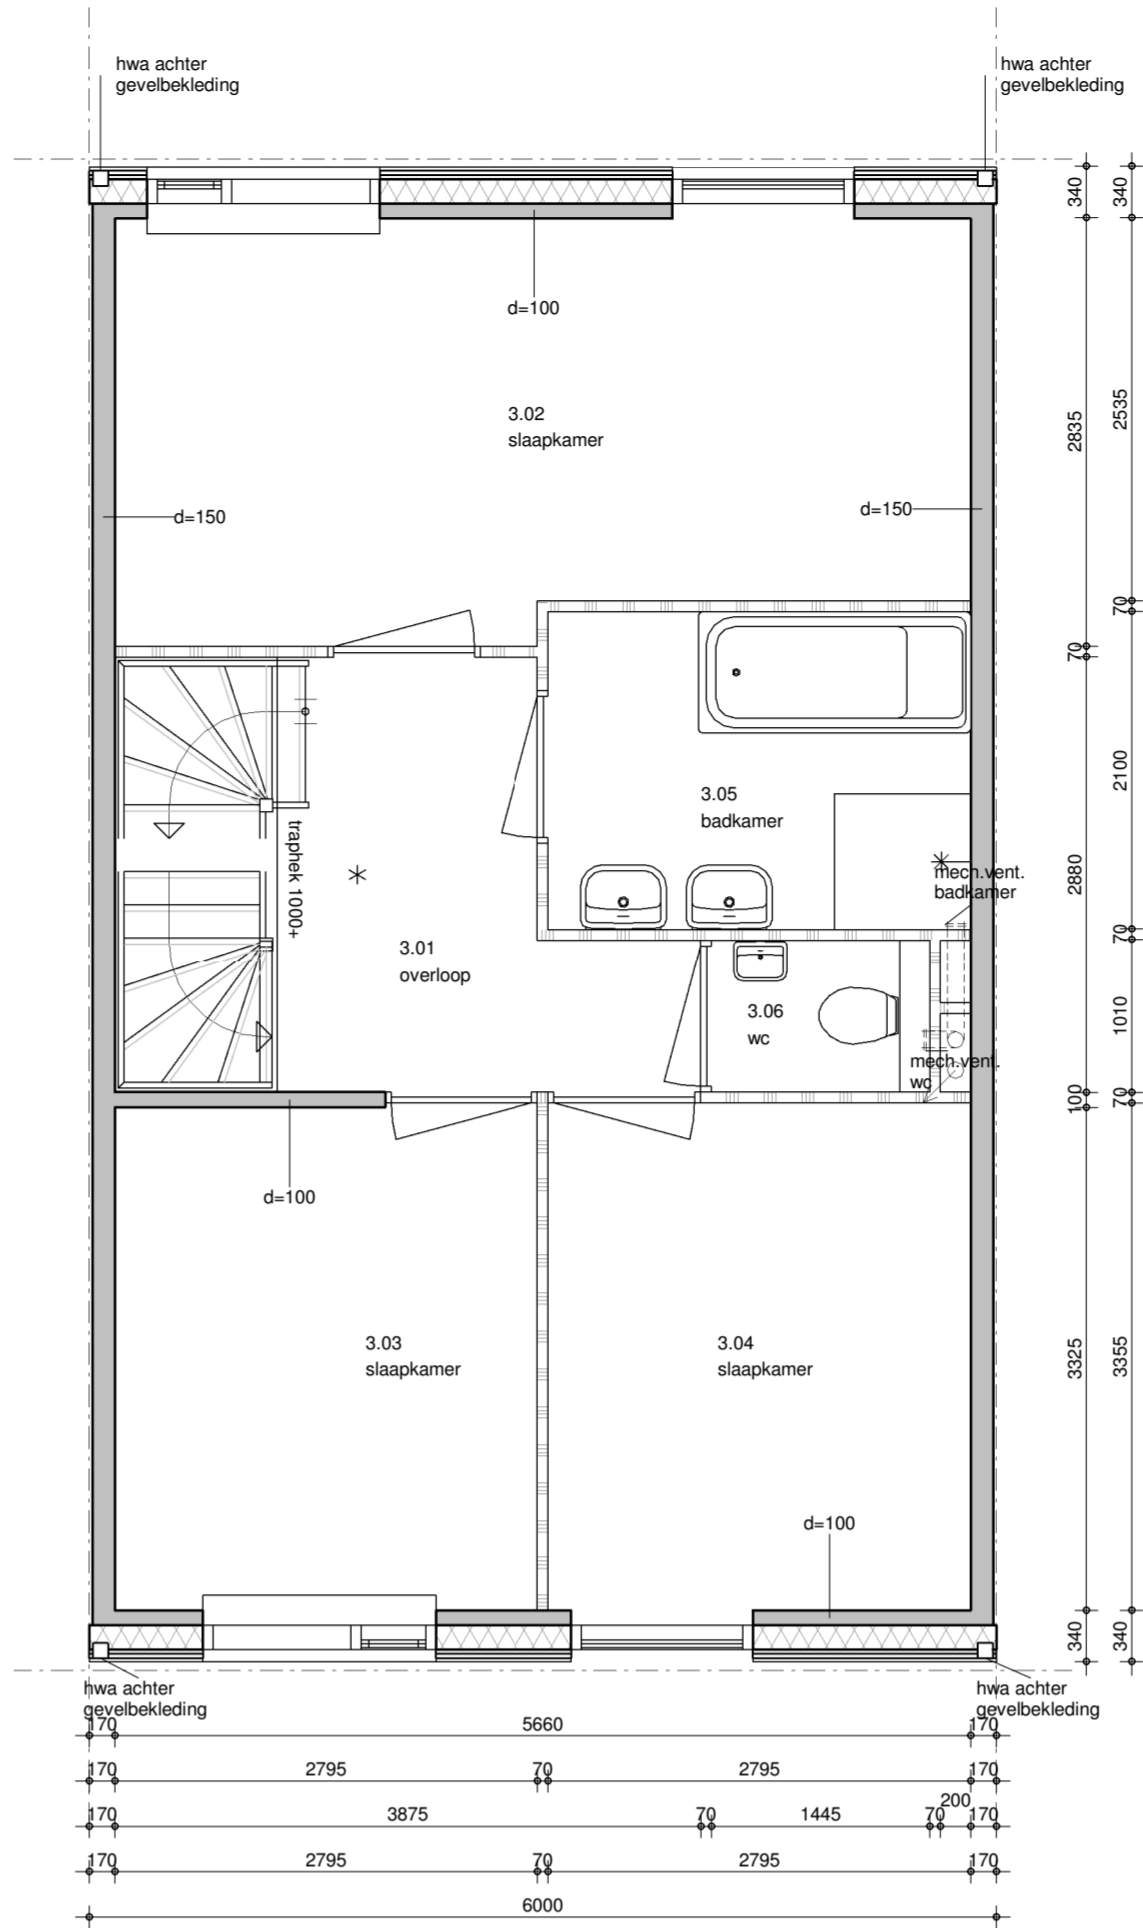 hwa achter
gevelbekleding
hwa achter
gevelbekleding
340
340
d=100
3.02
slaapkamer
2835
2535
d=150
d=150
70
70
3.05
badkamer
2100
traphek 1000+
mech.vent.
badkamer
2880
3.01
overloop
70
3.06
wc
1010
mech.vent.
wc
100
70
d=100
3.03
slaapkamer
3.04
slaapkamer
3325
3355
d=100
340
340
hwa achter
gevelbekleding
hwa achter
gevelbekleding
170 5660 170
170 2795 70 2795 170
170 3875 70 1445 70 200 170
170 2795 70 2795 170
6000